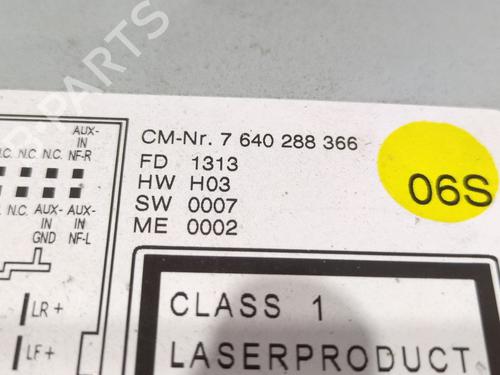 B-PARTS
CM-Nr. 7 640 288 366
FD 1313
HW H03
SW 0007
ME 0002
06S
AUX-
IN
N.C. N.C. NF-R
N.C. AUX- AUX-
IN IN
GND NF-L
LR +
LF +
CLASS 1
LASERPRODUCT